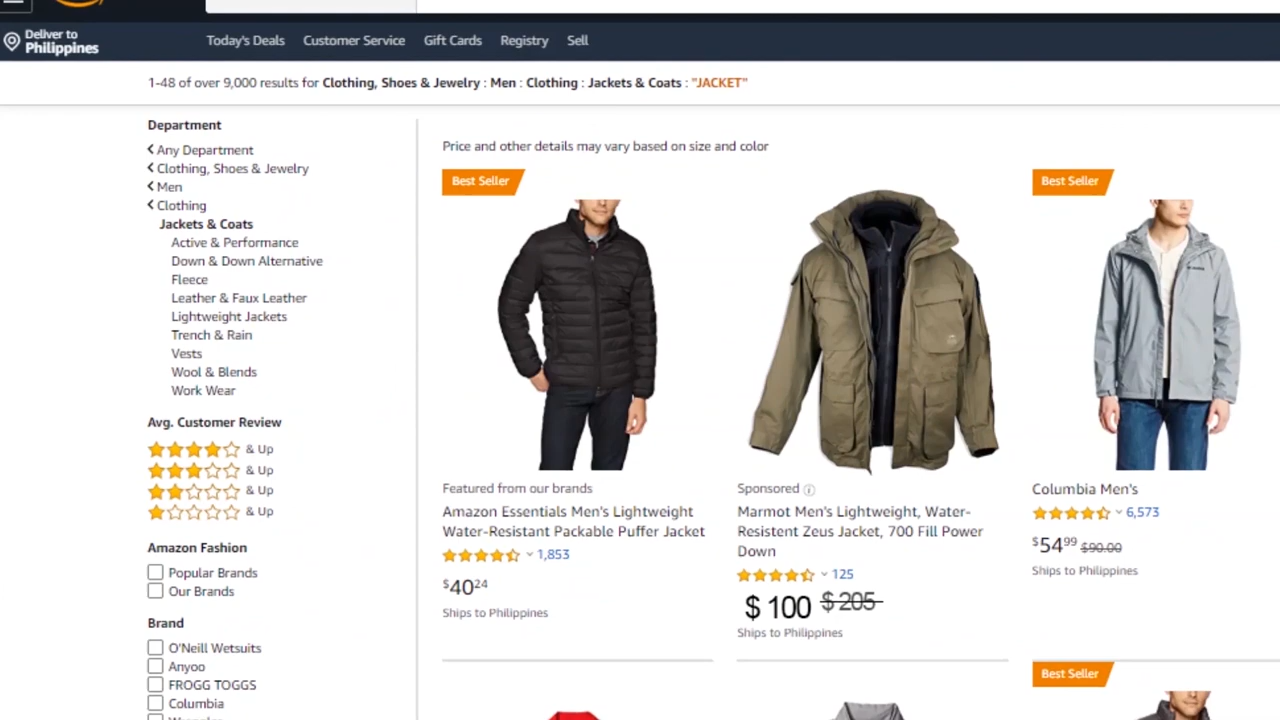 Deliver to
Philippines
Today's Deals Customer Service Gift Cards Registry Sell
1-48 of over 9,000 results for Clothing, Shoes & Jewelry : Men : Clothing : Jackets & Coats : "JACKET"
Department
Any Department
Clothing, Shoes & Jewelry
Men
Clothing
Jackets & Coats
Active & Performance
Down & Down Alternative
Fleece
Leather & Faux Leather
Lightweight Jackets
Trench & Rain
Vests
Wool & Blends
Work Wear
Avg. Customer Review
& Up
& Up
& Up
& Up
Amazon Fashion
Popular Brands
Our Brands
Brand
O'Neill Wetsuits
Anyoo
FROGG TOGGS
Columbia
Wrangler
Price and other details may vary based on size and color
Best Seller
Featured from our brands
Amazon Essentials Men's Lightweight
Water-Resistant Packable Puffer Jacket
1,853
$40 24
Ships to Philippines
Sponsored
Marmot Men's Lightweight, Water-
Resistent Zeus Jacket, 700 Fill Power
Down
125
$ 100 $ 205
Ships to Philippines
Best Seller
Columbia Men's
6,573
$54 99 $90.00
Ships to Philippines
Best Seller